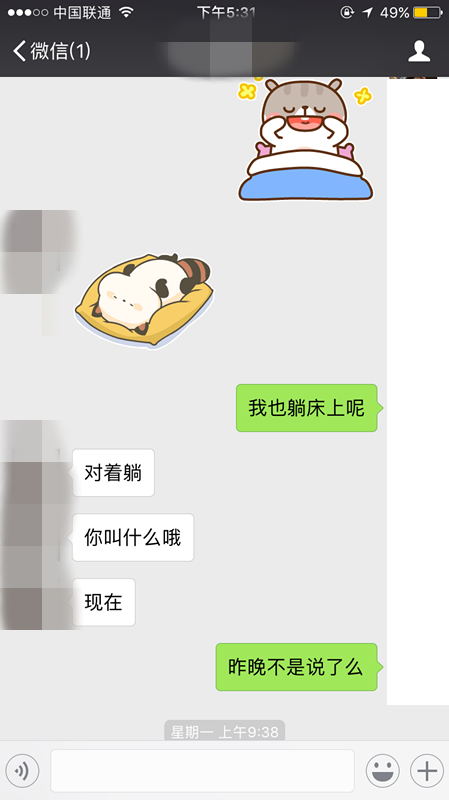 中国联通 下午5:31 49%
微信(1)
我也躺床上呢
对着躺
你叫什么哦
现在
昨晚不是说了么
星期一 上午9:38